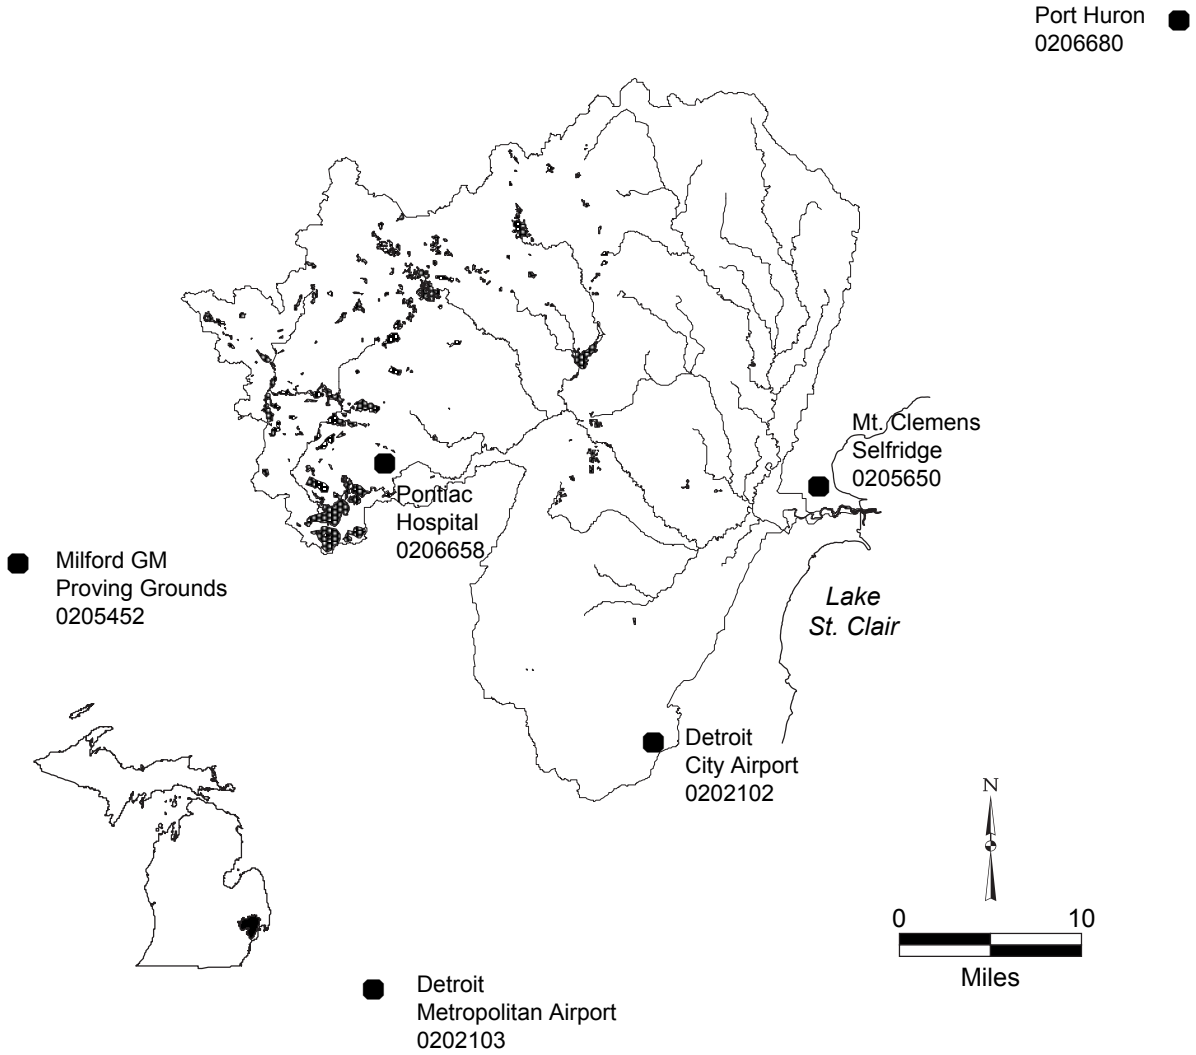 Port Huron
0206680
Mt. Clemens
Selfridge
0205650
Pontiac
Hospital
0206658
Milford GM
Proving Grounds
0205452
Lake
St. Clair
Detroit
City Airport
0202102
N
0 10
Miles
Detroit
Metropolitan Airport
0202103